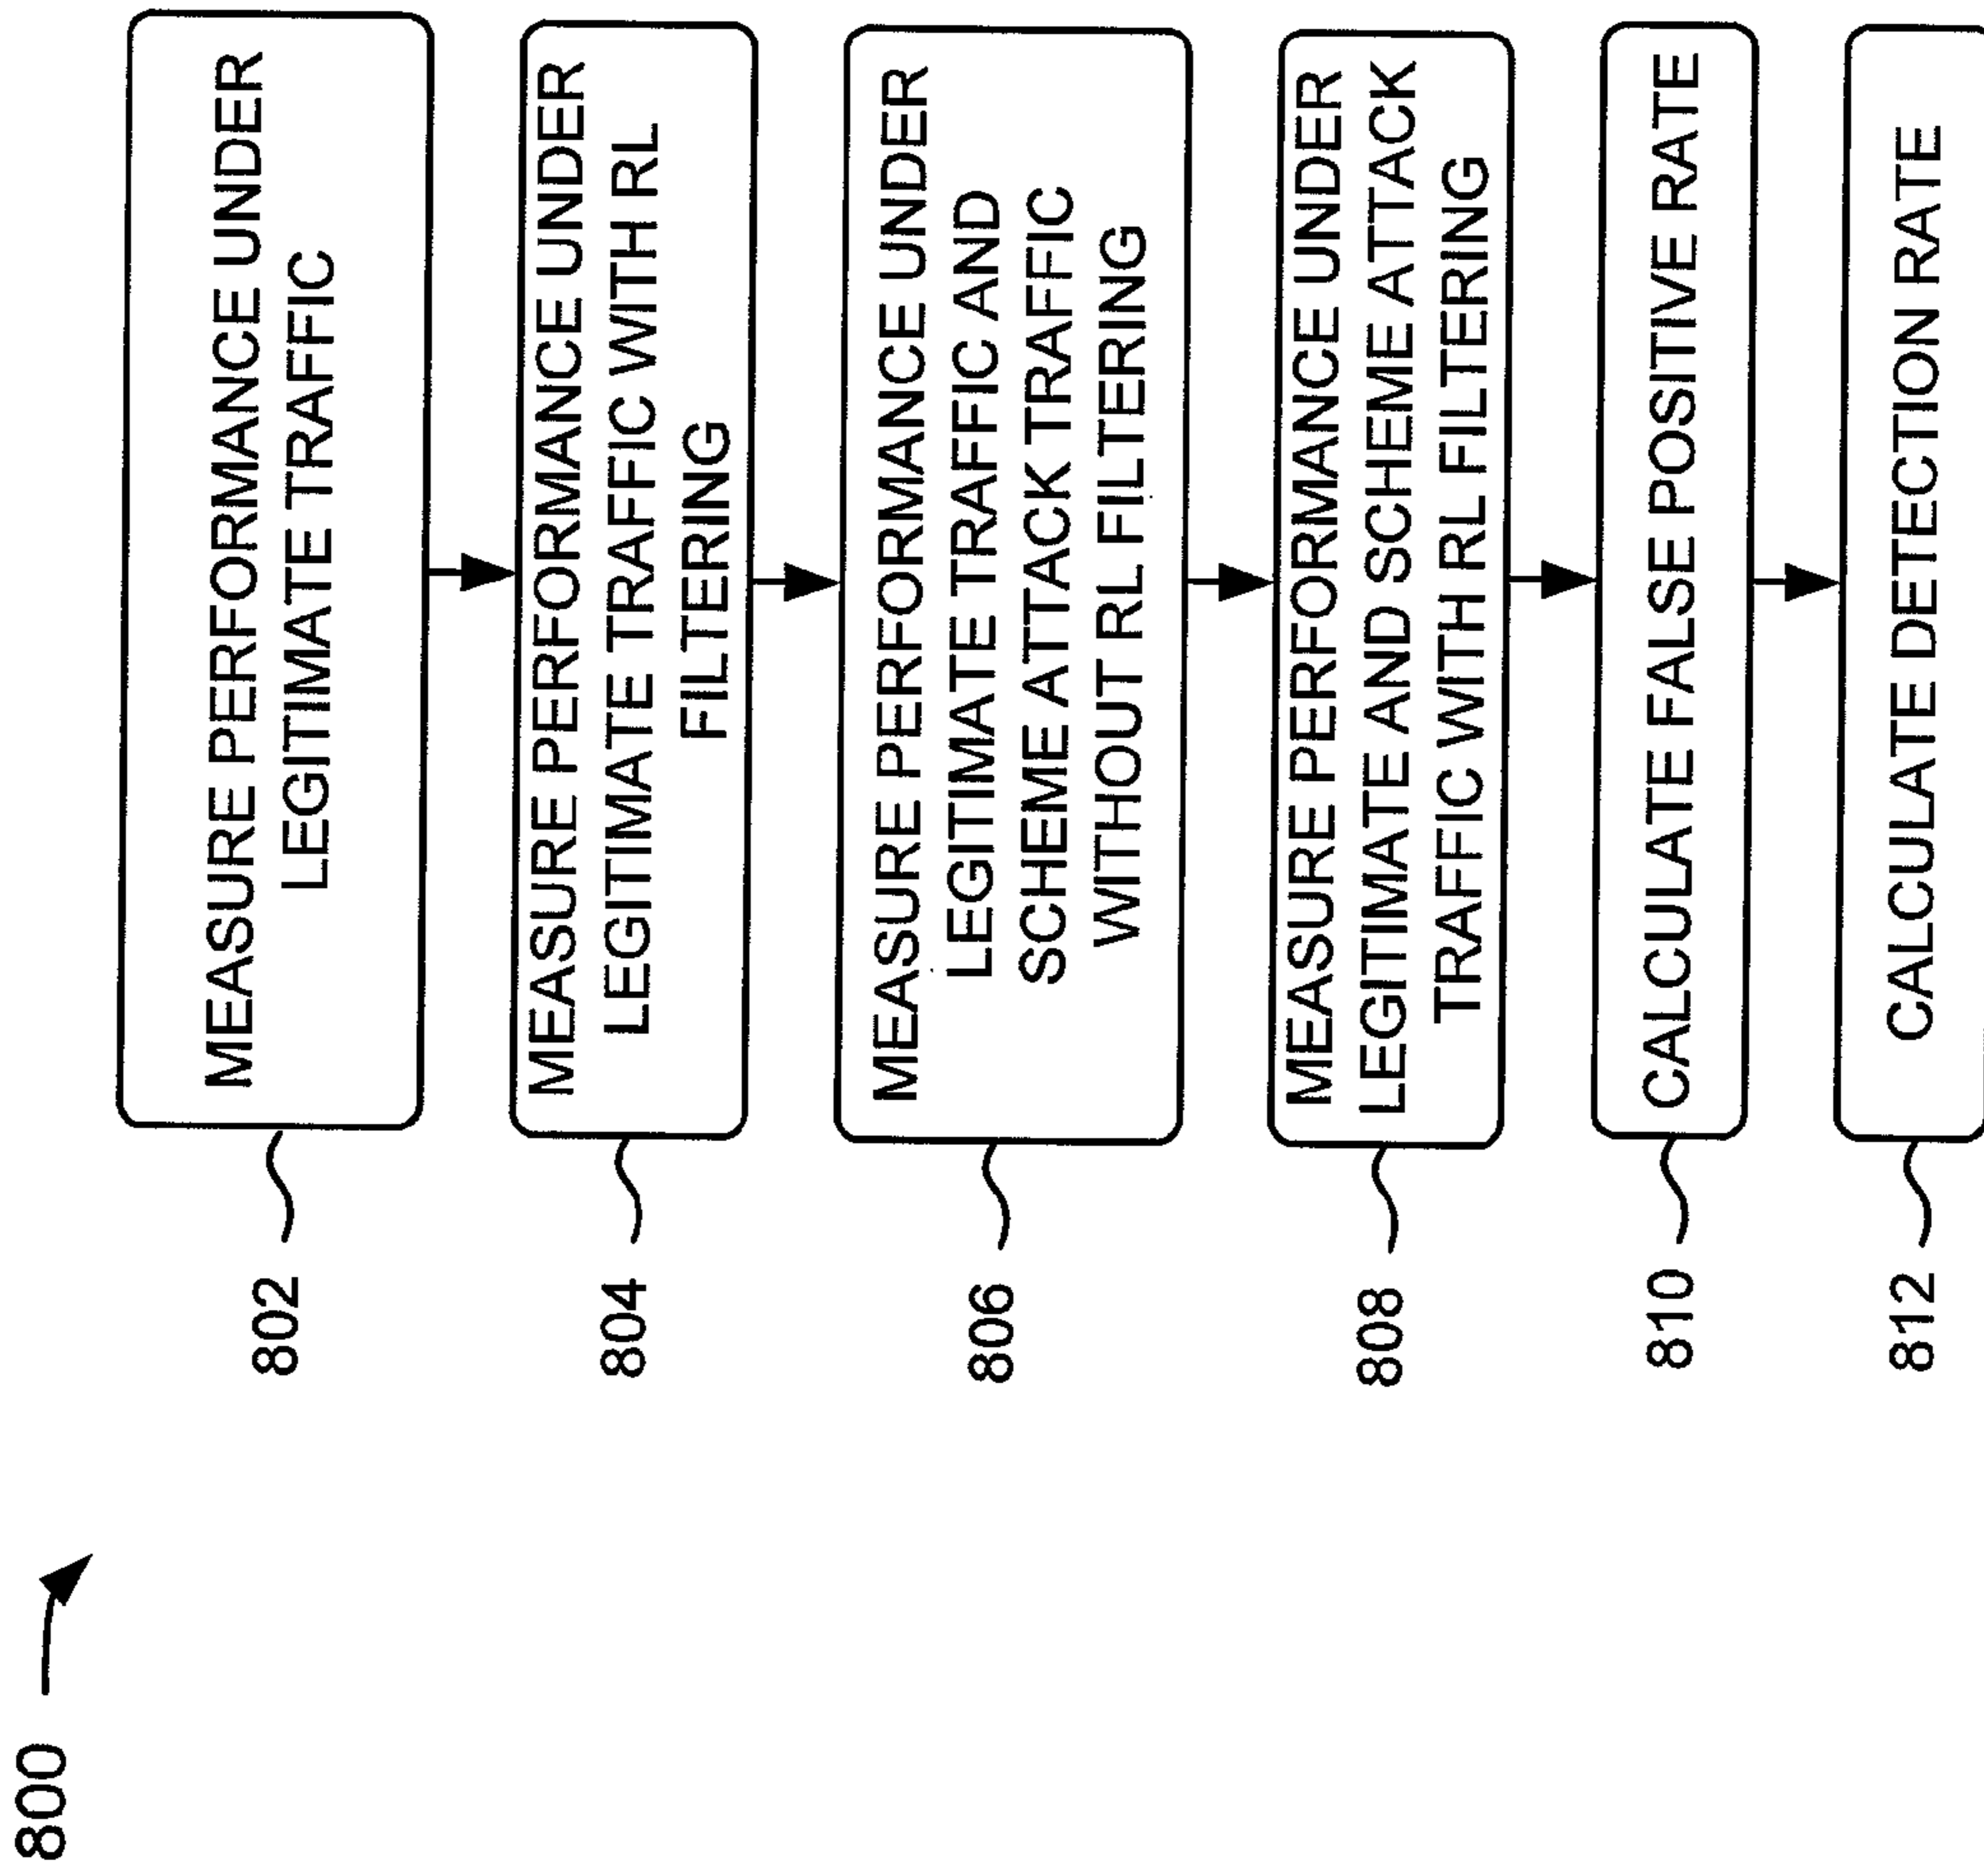 800
802
MEASURE PERFORMANCE UNDER
LEGITIMATE TRAFFIC
804
MEASURE PERFORMANCE UNDER
LEGITIMATE TRAFFIC WITH RL
FILTERING
806
MEASURE PERFORMANCE UNDER
LEGITIMATE TRAFFIC AND
SCHEME ATTACK TRAFFIC
WITHOUT RL FILTERING
808
MEASURE PERFORMANCE UNDER
LEGITIMATE AND SCHEME ATTACK
TRAFFIC WITH RL FILTERING
810
CALCULATE FALSE POSITIVE RATE
812
CALCULATE DETECTION RATE